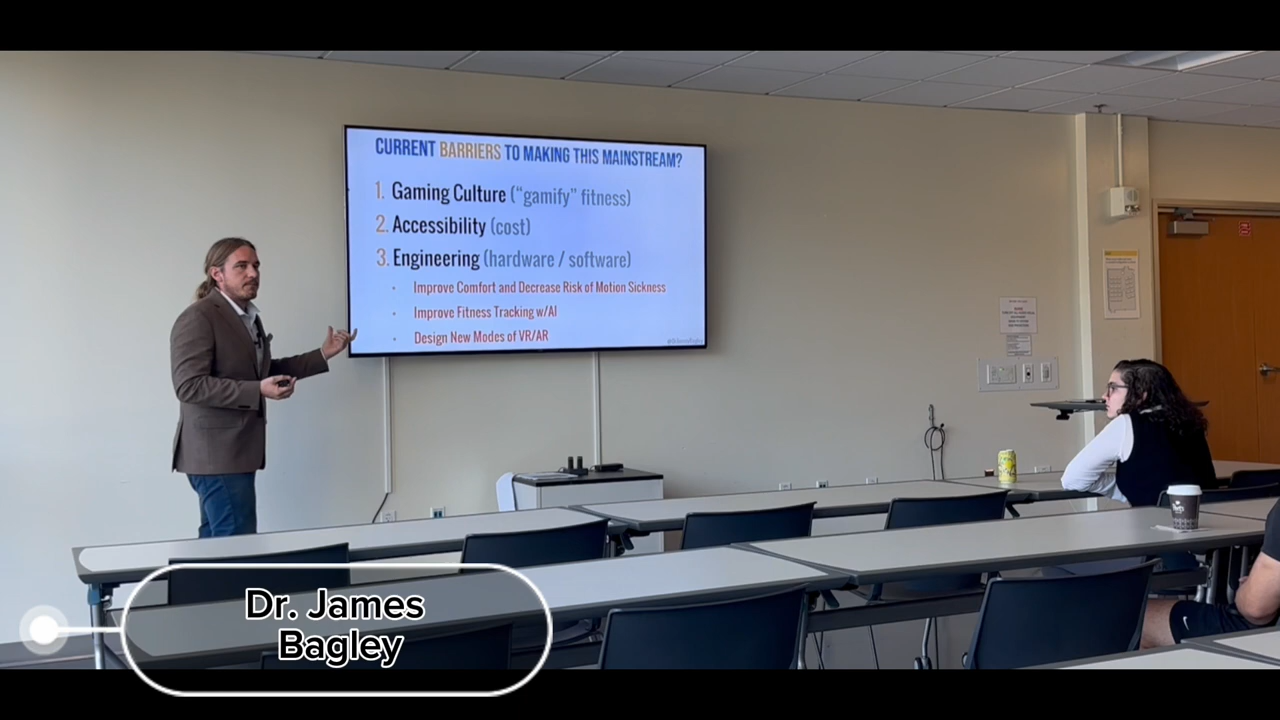 CURRENT BARRIERS TO MAKING THIS MAINSTREAM?
1. Gaming Culture ("gamify" fitness)
2. Accessibility (cost)
3. Engineering (hardware / software)
· Improve Comfort and Decrease Risk of Motion Sickness
· Improve Fitness Tracking w/AI
· Design New Modes of VR/AR
Dr. James
Bagley